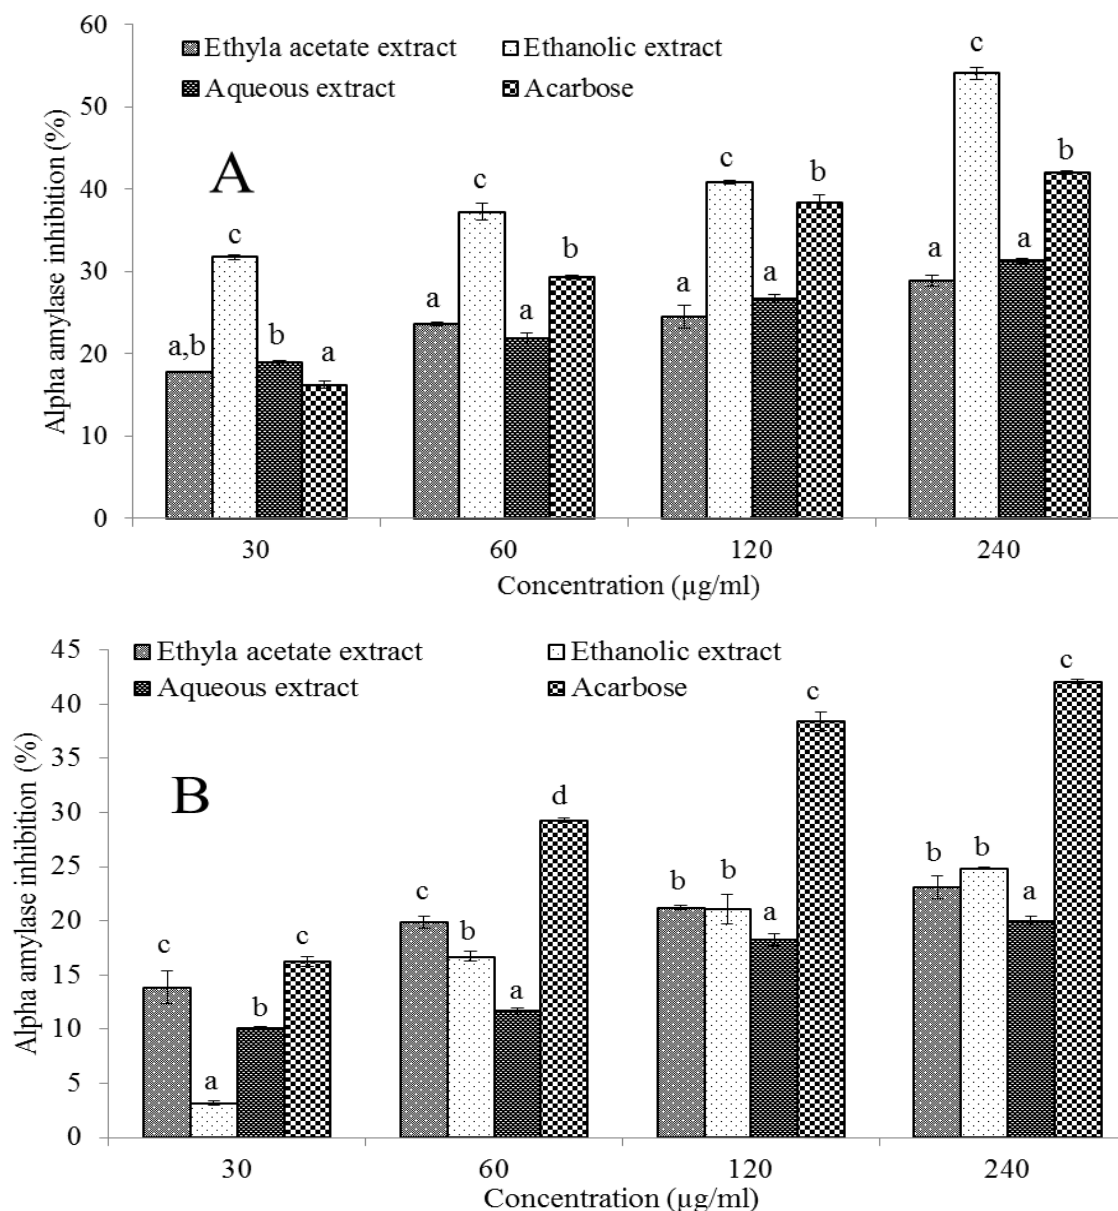 60
50
40
30
20
10
0
Alpha amylase inhibition (%)
Ethyla acetate extract Ethanolic extract
Aqueous extract Acarbose
A
a,b c b a
a c a b
a c a b
a c a b
30 60 120 240
Concentration (µg/ml)
45
40
35
30
25
20
15
10
5
0
Alpha amylase inhibition (%)
Ethyla acetate extract Ethanolic extract
Aqueous extract Acarbose
B
c a b c
c b a d
b b a c
b b a c
30 60 120 240
Concentration (µg/ml)